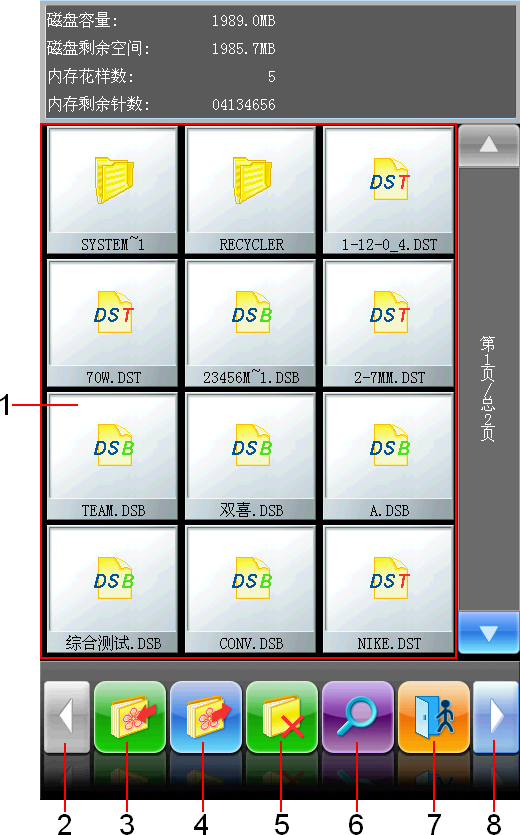 磁盘容量: 1989.0MB
磁盘剩余空间: 1985.7MB
内存花样数: 5
内存剩余针数: 04134656
SYSTEM~1
RECYCLER
DST
1-12-0_4.DST
DST
70W.DST
DSB
23456M~1.DSB
DST
2-7MM.DST
第1页/总2页
1
DSB
TEAM.DSB
DSB
双喜.DSB
DSB
A.DSB
DSB
综合测试.DSB
DSB
CONV.DSB
DST
NIKE.DST
2 3 4 5 6 7 8